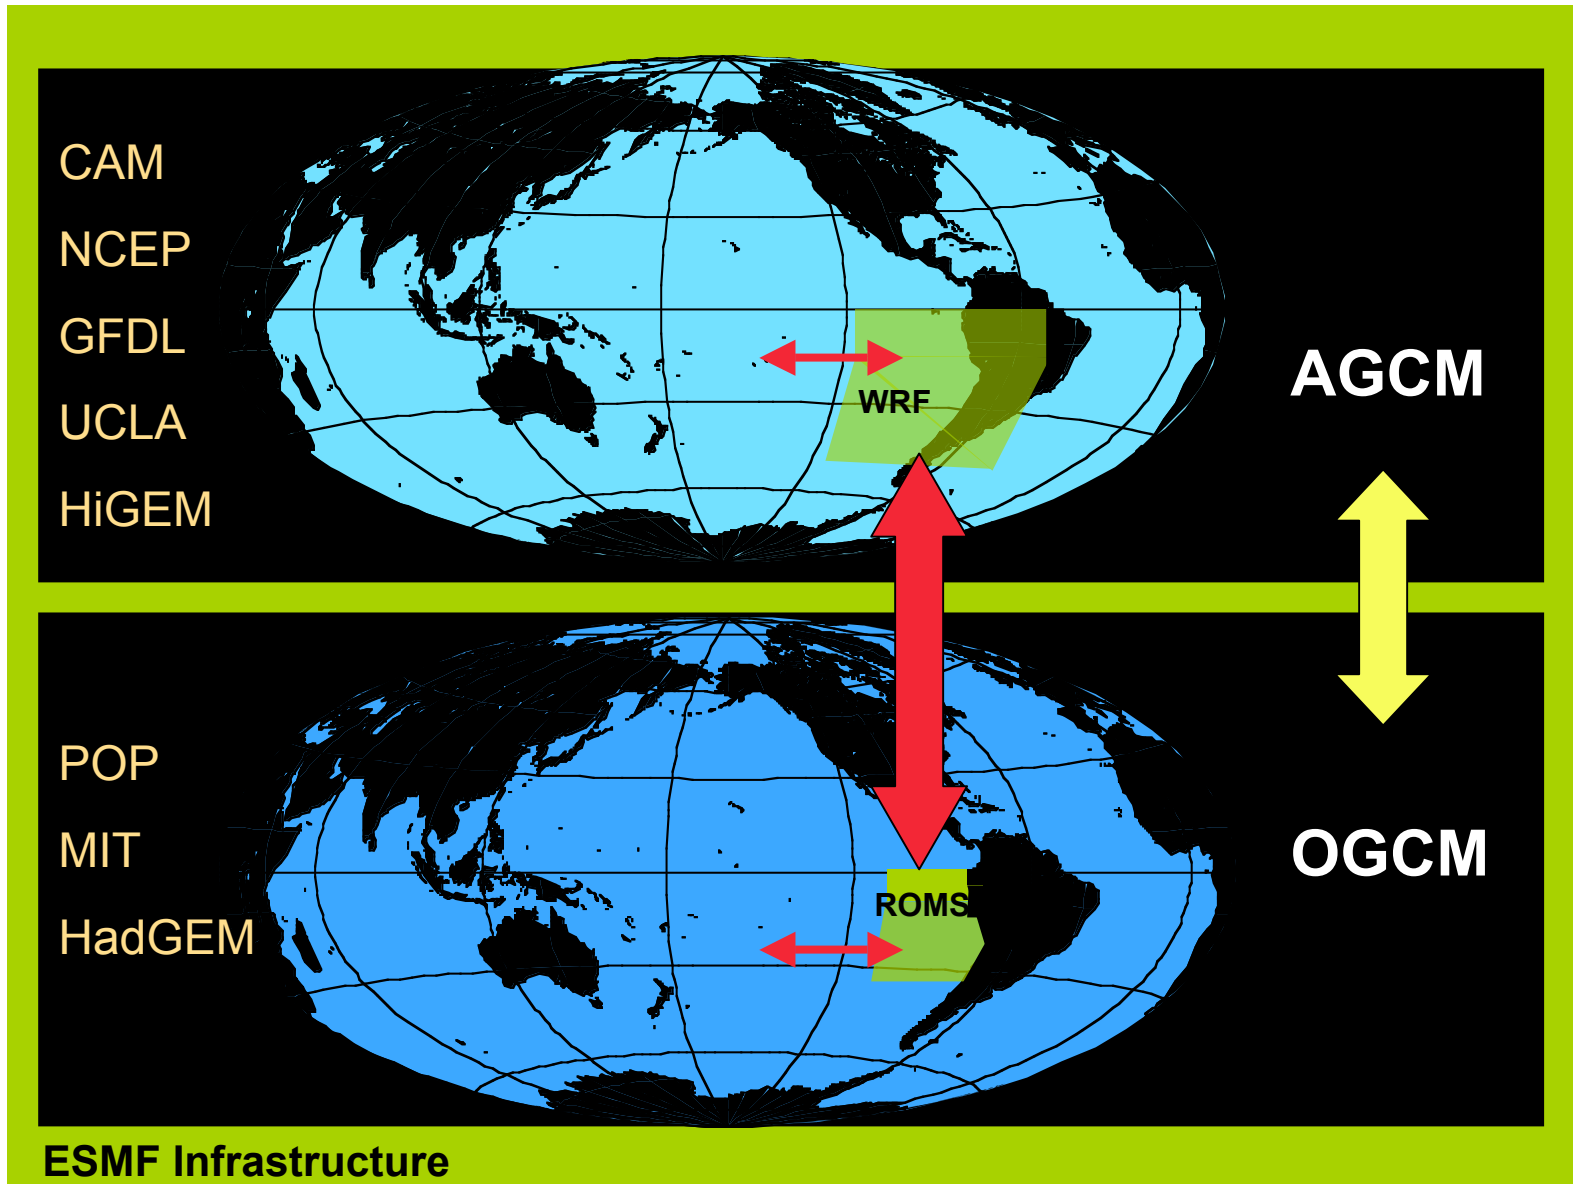 CAM
NCEP
GFDL
UCLA
HiGEM
WRF
AGCM
POP
MIT
HadGEM
ROMS
OGCM
ESMF Infrastructure